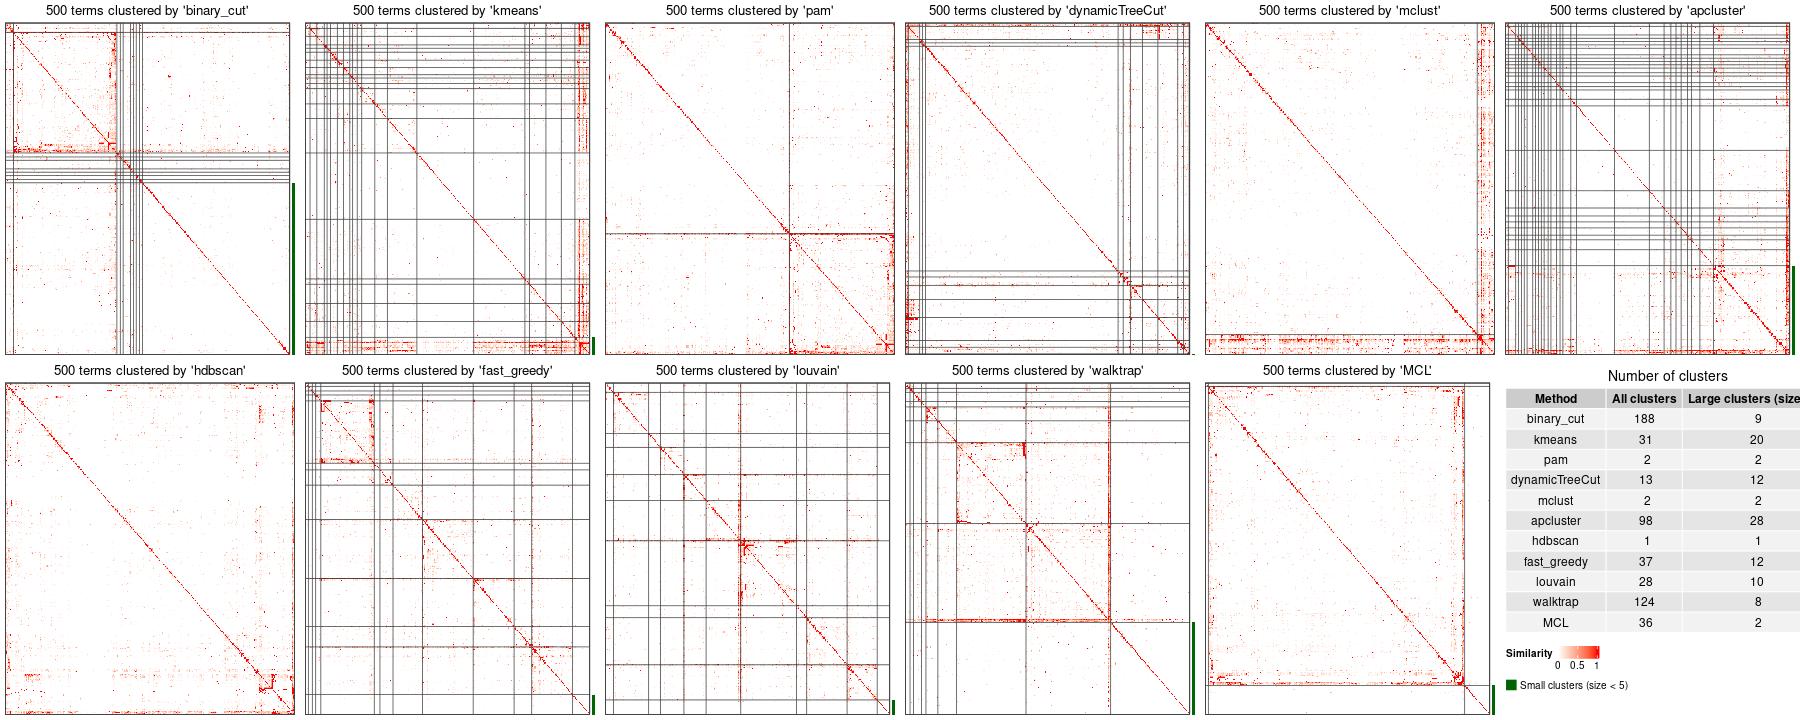 500 terms clustered by 'binary_cut'
500 terms clustered by 'kmeans'
500 terms clustered by 'pam'
500 terms clustered by 'dynamicTreeCut'
500 terms clustered by 'mclust'
500 terms clustered by 'apcluster'
500 terms clustered by 'hdbscan'
500 terms clustered by 'fast_greedy'
500 terms clustered by 'louvain'
500 terms clustered by 'walktrap'
500 terms clustered by 'MCL'
Number of clusters
Method All clusters Large clusters (size
binary_cut 188 9
kmeans 31 20
pam 2 2
dynamicTreeCut 13 12
mclust 2 2
apcluster 98 28
hdbscan 1 1
fast_greedy 37 12
louvain 28 10
walktrap 124 8
MCL 36 2
Similarity
0 0.5 1
Small clusters (size < 5)